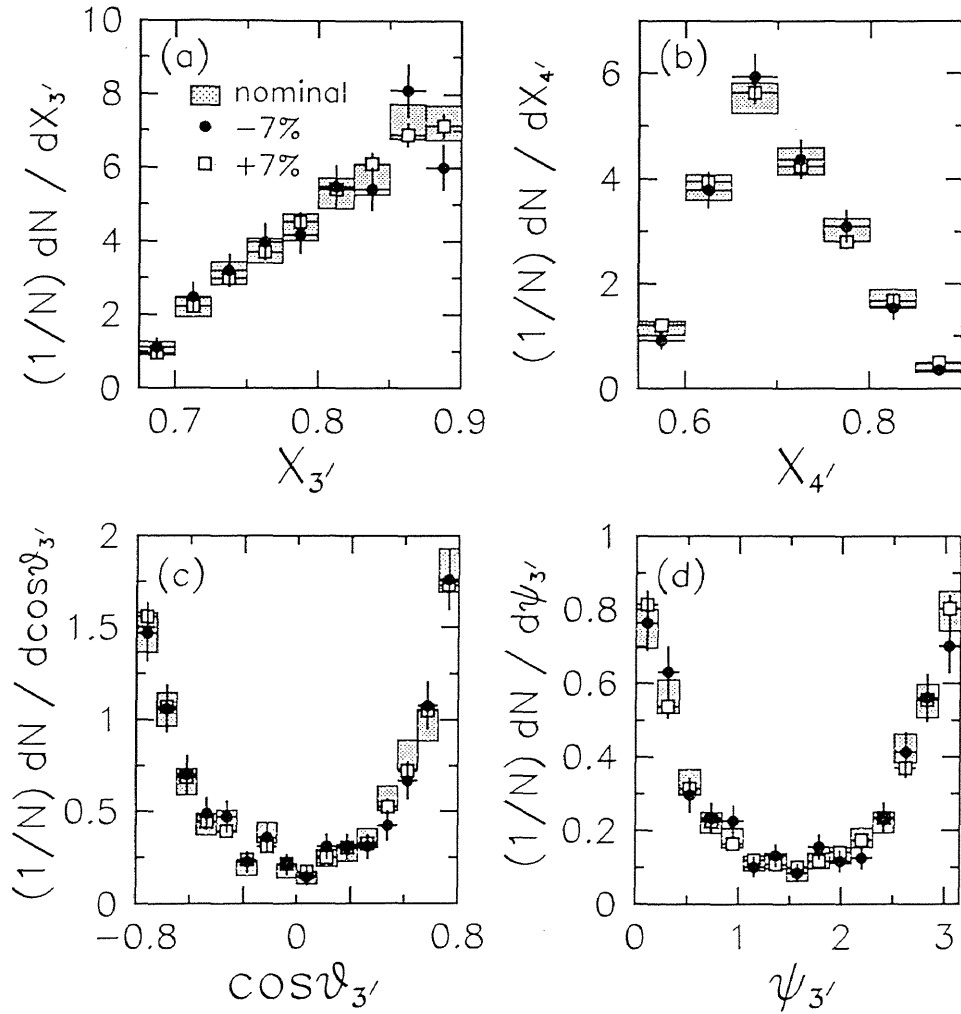 (a)
nominal
−7%
+7%
10
8
6
4
2
0
0.7 0.8 0.9
X3′
(1/N) dN / dX3′
(b)
6
4
2
0
0.6 0.8
X4′
(1/N) dN / dX4′
(c)
2
1.5
1
0.5
0
−0.8 0 0.8
cosϑ3′
(1/N) dN / dcosϑ3′
(d)
1
0.8
0.6
0.4
0.2
0
0 1 2 3
ψ3′
(1/N) dN / dψ3′